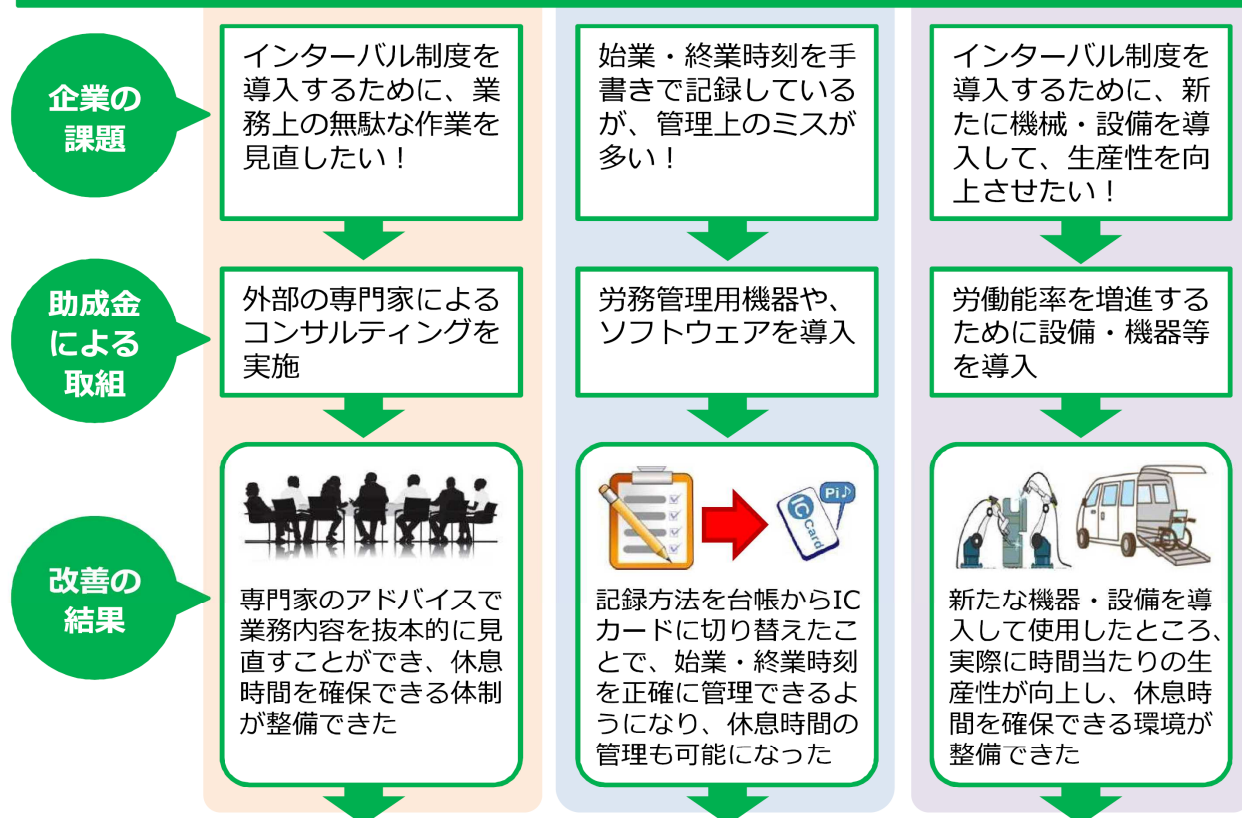 企業の
課題
インターバル制度を
導入するために、業
務上の無駄な作業を
見直したい！
始業・終業時刻を手
書きで記録している
が、管理上のミスが
多い！
インターバル制度を
導入するために、新
たに機械・設備を導
入して、生産性を向
上させたい！
助成金
による
取組
外部の専門家による
コンサルティングを
実施
労務管理用機器や、
ソフトウェアを導入
労働能率を増進する
ために設備・機器等
を導入
改善の
結果
専門家のアドバイスで
業務内容を抜本的に見
直すことができ、休息
時間を確保できる体制
が整備できた
Pi♪
IC
Card
記録方法を台帳からIC
カードに切り替えたこ
とで、始業・終業時刻
を正確に管理できるよ
うになり、休息時間の
管理も可能になった
新たな機器・設備を導
入して使用したところ、
実際に時間当たりの生
産性が向上し、休息時
間を確保できる環境が
整備できた